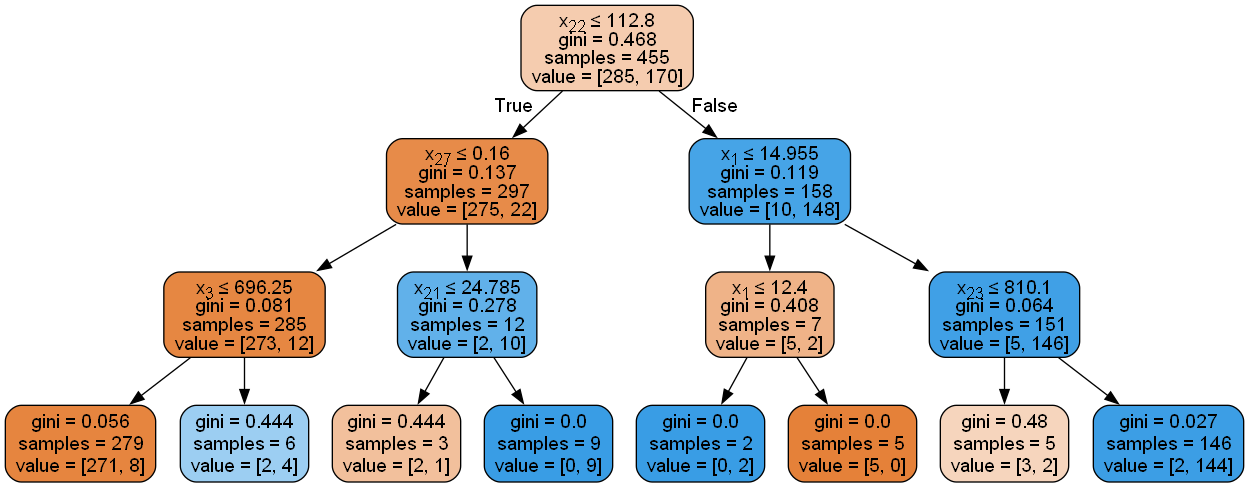 x₂₂ ≤ 112.8
gini = 0.468
samples = 455
value = [285, 170]
True
False
x₂₇ ≤ 0.16
gini = 0.137
samples = 297
value = [275, 22]
x₁ ≤ 14.955
gini = 0.119
samples = 158
value = [10, 148]
x₃ ≤ 696.25
gini = 0.081
samples = 285
value = [273, 12]
x₂₁ ≤ 24.785
gini = 0.278
samples = 12
value = [2, 10]
x₁ ≤ 12.4
gini = 0.408
samples = 7
value = [5, 2]
x₂₃ ≤ 810.1
gini = 0.064
samples = 151
value = [5, 146]
gini = 0.056
samples = 279
value = [271, 8]
gini = 0.444
samples = 6
value = [2, 4]
gini = 0.444
samples = 3
value = [2, 1]
gini = 0.0
samples = 9
value = [0, 9]
gini = 0.0
samples = 2
value = [0, 2]
gini = 0.0
samples = 5
value = [5, 0]
gini = 0.48
samples = 5
value = [3, 2]
gini = 0.027
samples = 146
value = [2, 144]